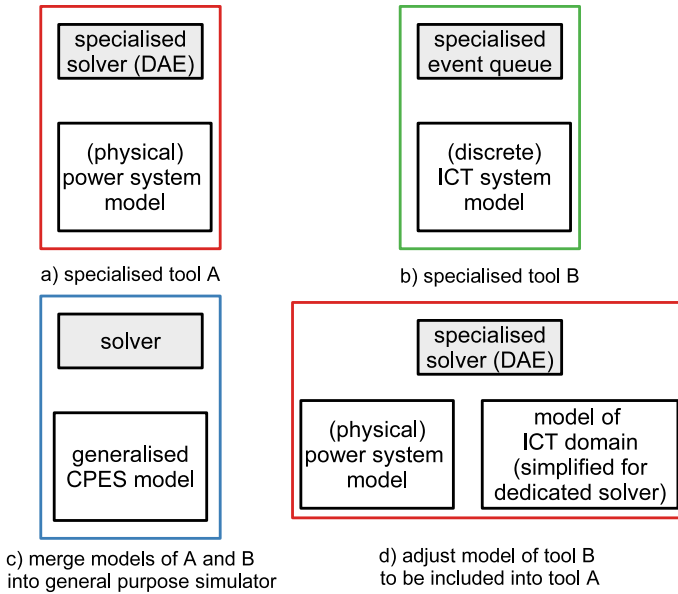 specialised
solver (DAE)
(physical)
power system
model
a) specialised tool A
specialised
event queue
(discrete)
ICT system
model
b) specialised tool B
solver
generalised
CPES model
c) merge models of A and B
into general purpose simulator
specialised
solver (DAE)
(physical)
power system
model
model of
ICT domain
(simplified for
dedicated solver)
d) adjust model of tool B
to be included into tool A